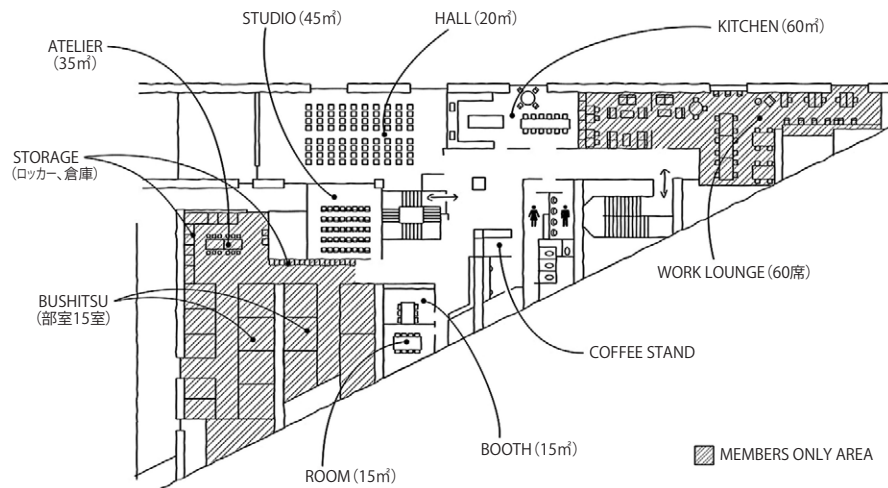 STUDIO（45㎡）
HALL（20㎡）
KITCHEN（60㎡）
ATELIER
（35㎡）
STORAGE
（ロッカー、倉庫）
WORK LOUNGE（60席）
BUSHITSU
（部室15室）
COFFEE STAND
BOOTH（15㎡）
ROOM（15㎡）
MEMBERS ONLY AREA